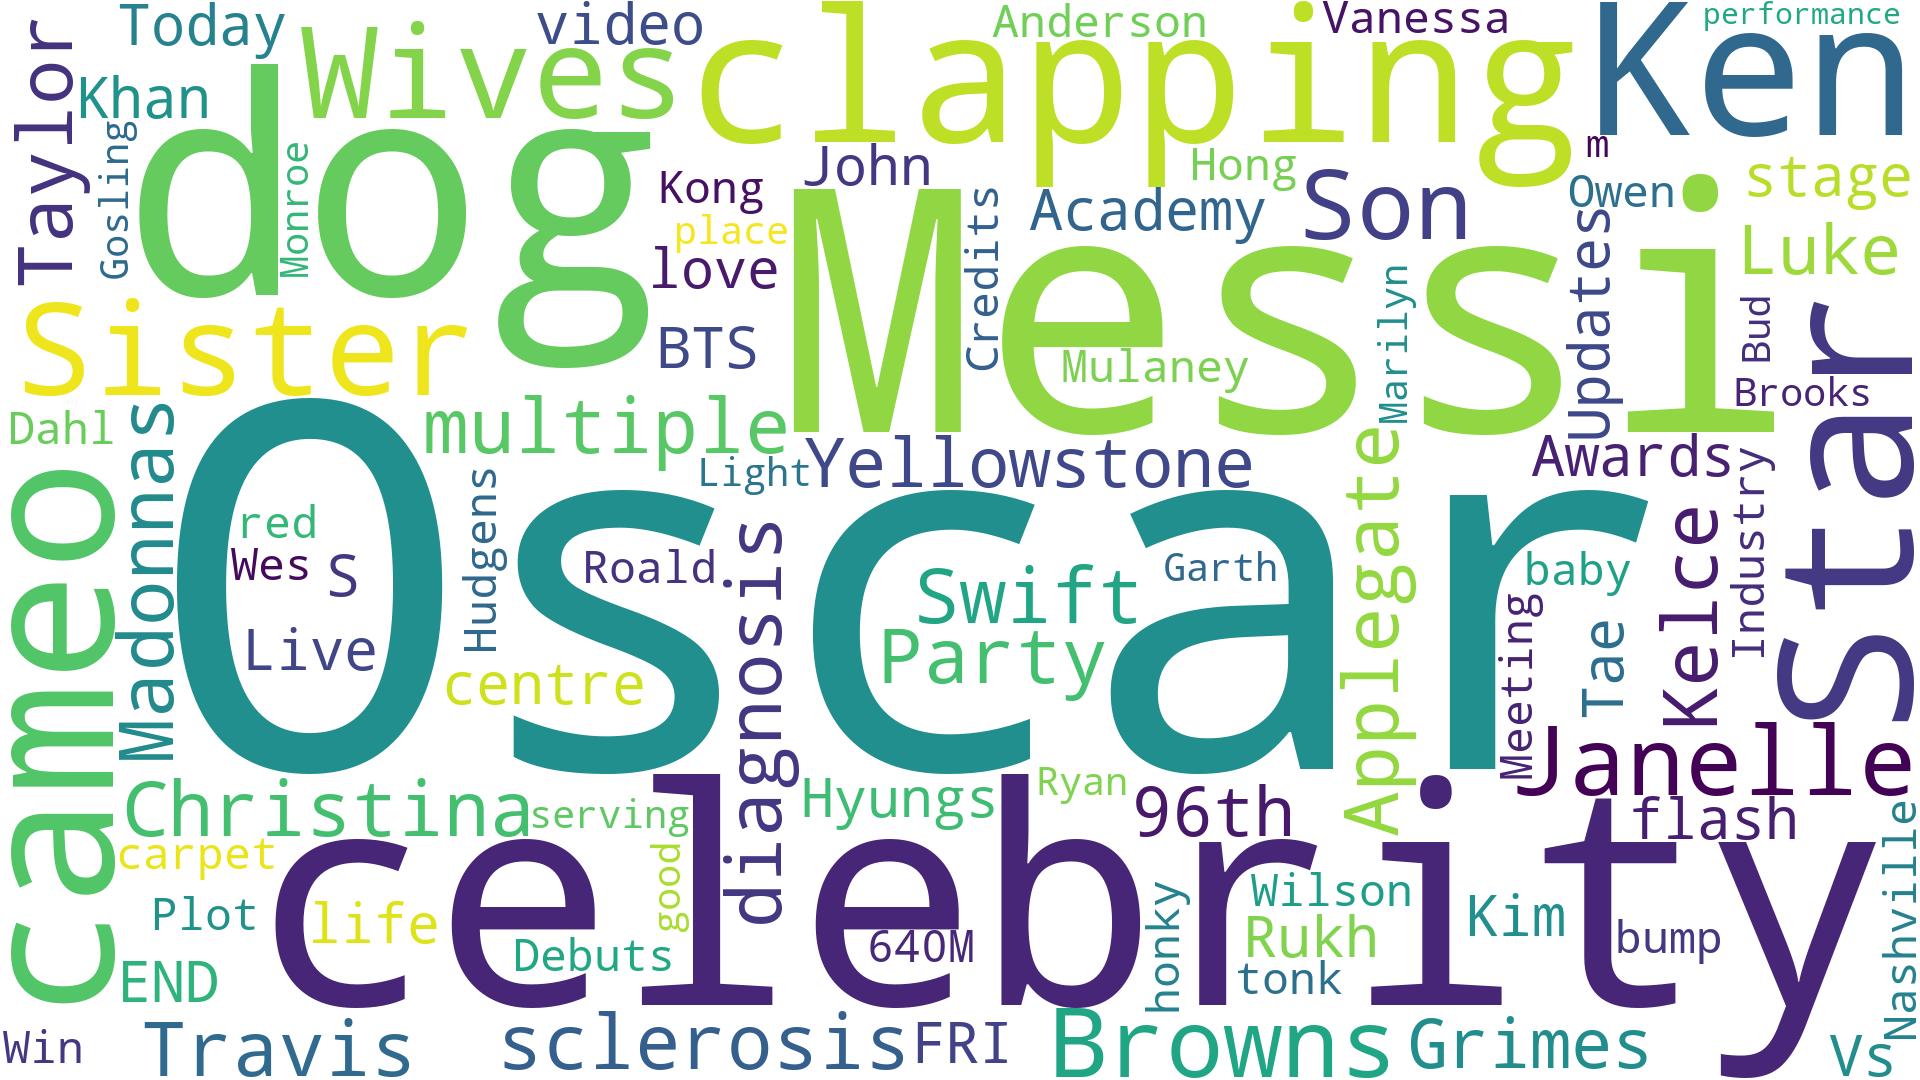 Today
Wives
video
clapping
Anderson
Vanessa
Ken
performance
Taylor
Khan
Gosling
dog
Monroe
Kong
John
Hong
m
Son
Owen
stage
place
love
Messi
Credits
Academy
Updates
Luke
Sister
BTS
Mulaney
Marilyn
Bud
Brooks
Star
Dahl
Madonnas
multiple
Light
Yellowstone
Awards
Industry
cameo
Oscar
red
Wes
S
Live
Hudgens
Roald
centre
diagnosis
Swift
Party
Garth
Applegate
baby
Meeting
Tae
Kelce
Janelle
Christina
serving
Hyungs
Ryan
96th
flash
carpet
celebrity
good
Plot
life
Debuts
640M
honky
Wilson
Rukh
tonk
Kim
bump
Nashville
END
Win
Travis
sclerosis
FRI
Browns
Grimes
Vs